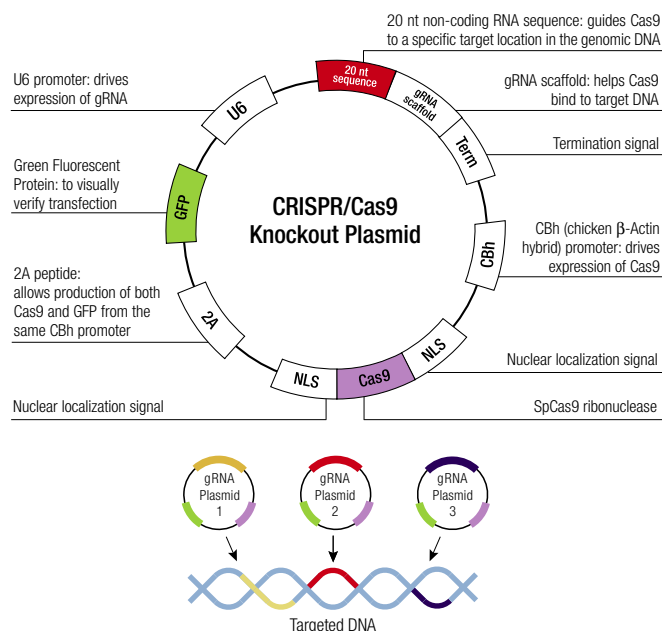 20 nt non-coding RNA sequence: guides Cas9
to a specific target location in the genomic DNA
U6 promoter: drives
expression of gRNA
gRNA scaffold: helps Cas9
bind to target DNA
Termination signal
Green Fluorescent
Protein: to visually
verify transfection
CBh (chicken β-Actin
hybrid) promoter: drives
expression of Cas9
2A peptide:
allows production of both
Cas9 and GFP from the
same CBh promoter
Nuclear localization signal
Nuclear localization signal
SpCas9 ribonuclease
CRISPR/Cas9
Knockout Plasmid
20 nt
sequence
gRNA
scaffold
Term
CBh
NLS
Cas9
NLS
2A
GFP
U6
gRNA
Plasmid
1
gRNA
Plasmid
2
gRNA
Plasmid
3
Targeted DNA